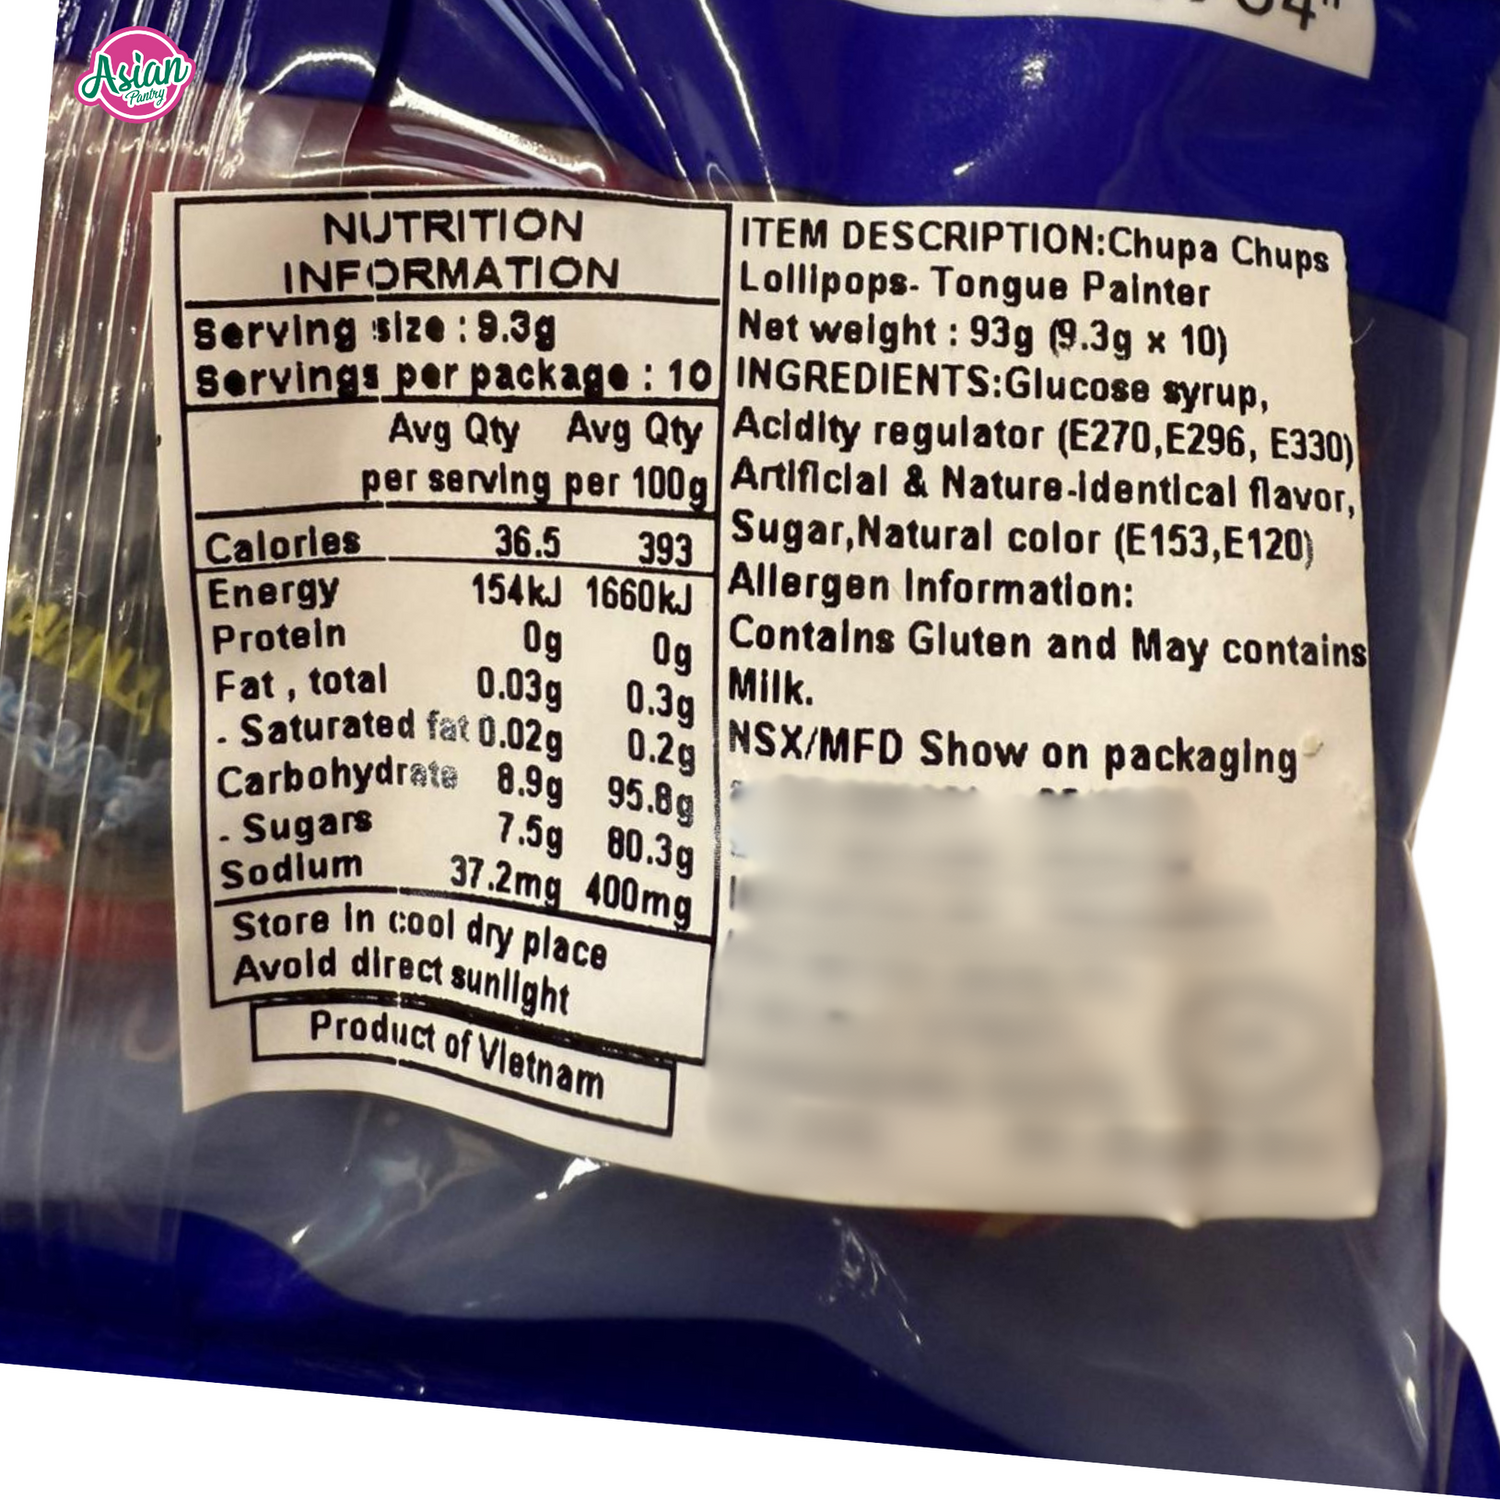 Asian
Pantry
NUTRITION
INFORMATION
Serving size : 9.3g
Servings per package : 10
Avg Qty Avg Qty
per serving per 100g
Calories 36.5 393
Energy 154kJ 1660kJ
Protein 0g 0g
Fat , total 0.03g 0.3g
- Saturated fat 0.02g 0.2g
Carbohydrate 8.9g 95.8g
- Sugars 7.5g 80.3g
Sodium 37.2mg 400mg
Store in cool dry place
Avoid direct sunlight
Product of Vietnam
ITEM DESCRIPTION:Chupa Chups
Lollipops- Tongue Painter
Net weight : 93g (9.3g x 10)
INGREDIENTS:Glucose syrup,
Acidity regulator (E270,E296, E330)
Artificial & Nature-identical flavor,
Sugar,Natural color (E153,E120)
Allergen Information:
Contains Gluten and May contains
Milk.
NSX/MFD Show on packaging